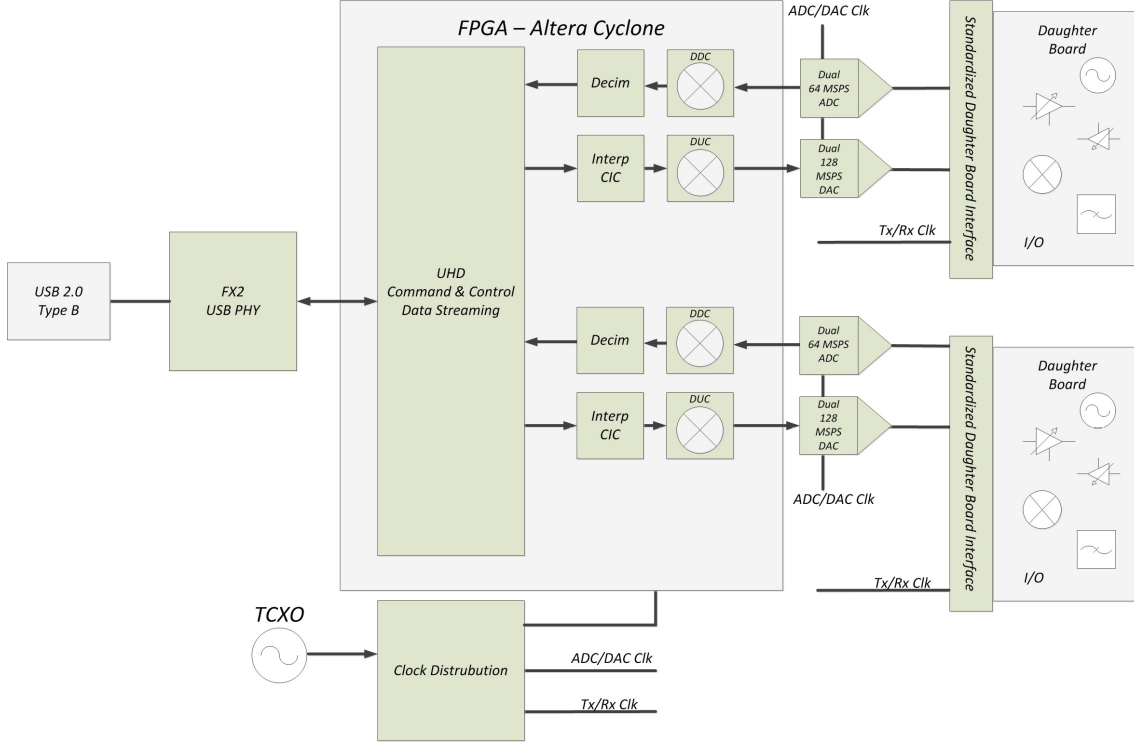 FPGA – Altera Cyclone
ADC/DAC Clk
Decim
DDC
Dual
64 MSPS
ADC
Interp
CIC
DUC
Dual
128
MSPS
DAC
Tx/Rx Clk
Standardized Daughter Board Interface
Daughter
Board
I/O
USB 2.0
Type B
FX2
USB PHY
UHD
Command & Control
Data Streaming
Decim
DDC
Dual
64 MSPS
ADC
Interp
CIC
DUC
Dual
128
MSPS
DAC
ADC/DAC Clk
Tx/Rx Clk
Standardized Daughter Board Interface
Daughter
Board
I/O
TCXO
Clock Distrubution
ADC/DAC Clk
Tx/Rx Clk